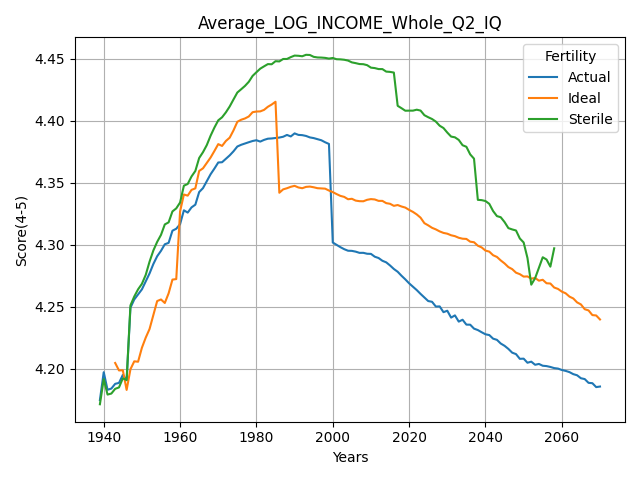 Average_LOG_INCOME_Whole_Q2_IQ
Fertility
Actual
Ideal
Sterile
Score(4-5)
4.45
4.40
4.35
4.30
4.25
4.20
1940 1960 1980 2000 2020 2040 2060
Years